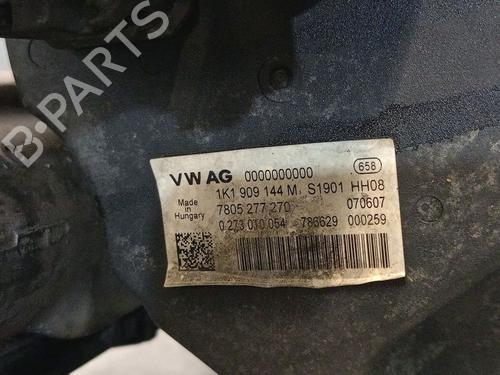 B-PARTS
VW AG 0000000000 658
1K1 909 144 M S1901 HH08
Made in Hungary 7805 277 270 070607
0 273 010 054 786629 000259